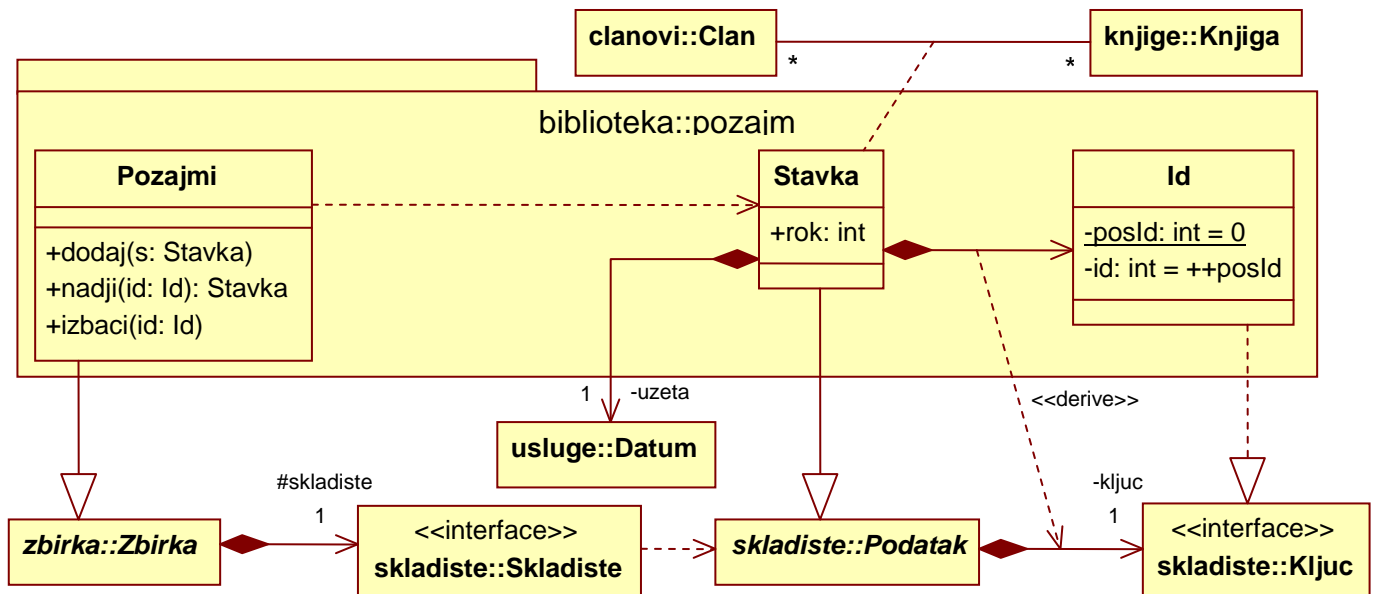 clanovi::Clan
*
*
knjige::Knjiga
biblioteka::pozajm
Pozajmi
+dodaj(s: Stavka)
+nadji(id: Id): Stavka
+izbaci(id: Id)
Stavka
+rok: int
Id
-posId: int = 0
-id: int = ++posId
1
-uzeta
<<derive>>
usluge::Datum
#skladiste
1
-kljuc
1
zbirka::Zbirka
<<interface>>
skladiste::Skladiste
skladiste::Podatak
<<interface>>
skladiste::Kljuc